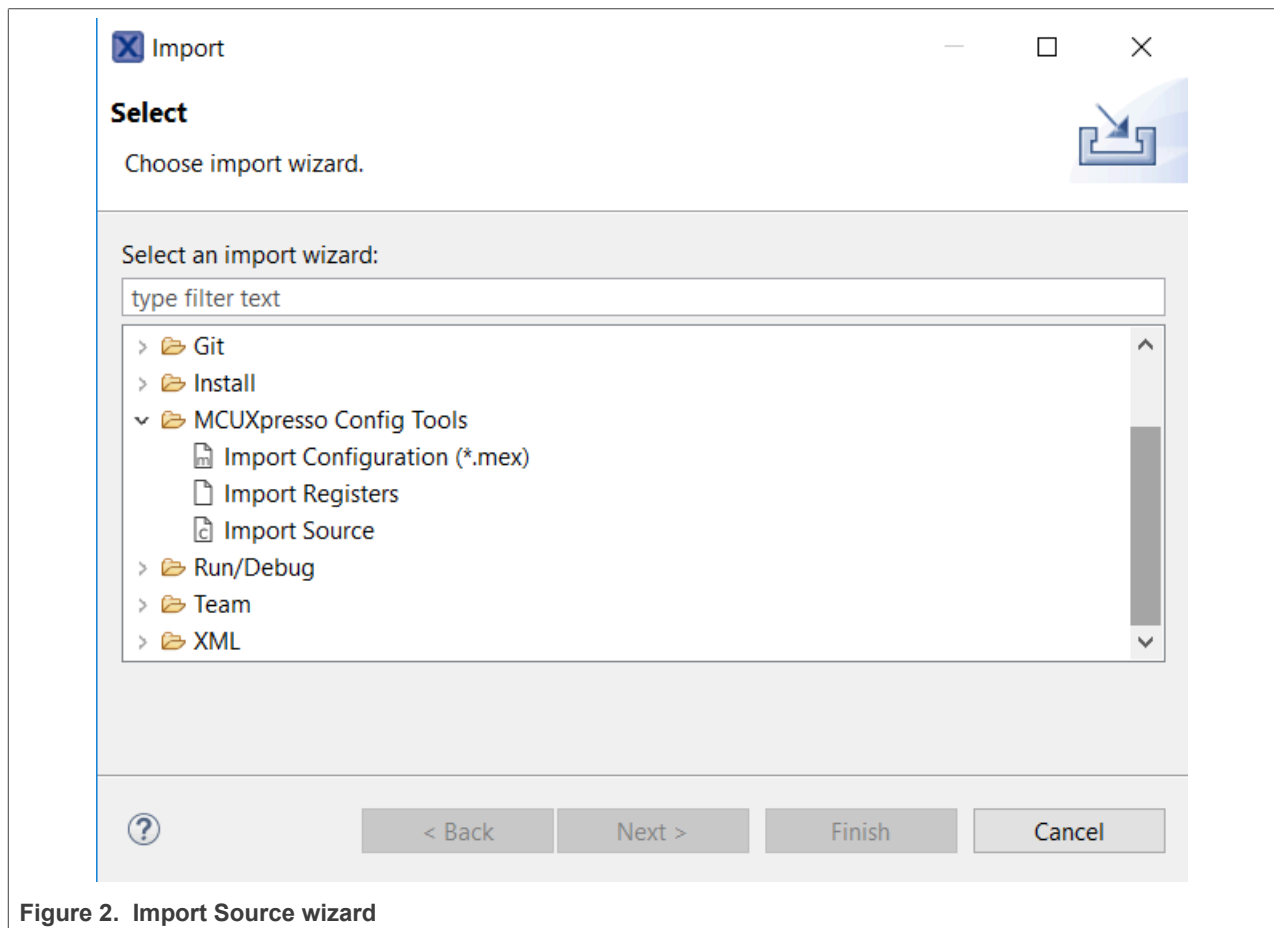 Import
Select
Choose import wizard.
Select an import wizard:
type filter text
Git
Install
MCUXpresso Config Tools
Import Configuration (*.mex)
Import Registers
Import Source
Run/Debug
Team
XML
< Back Next > Finish Cancel
Figure 2. Import Source wizard